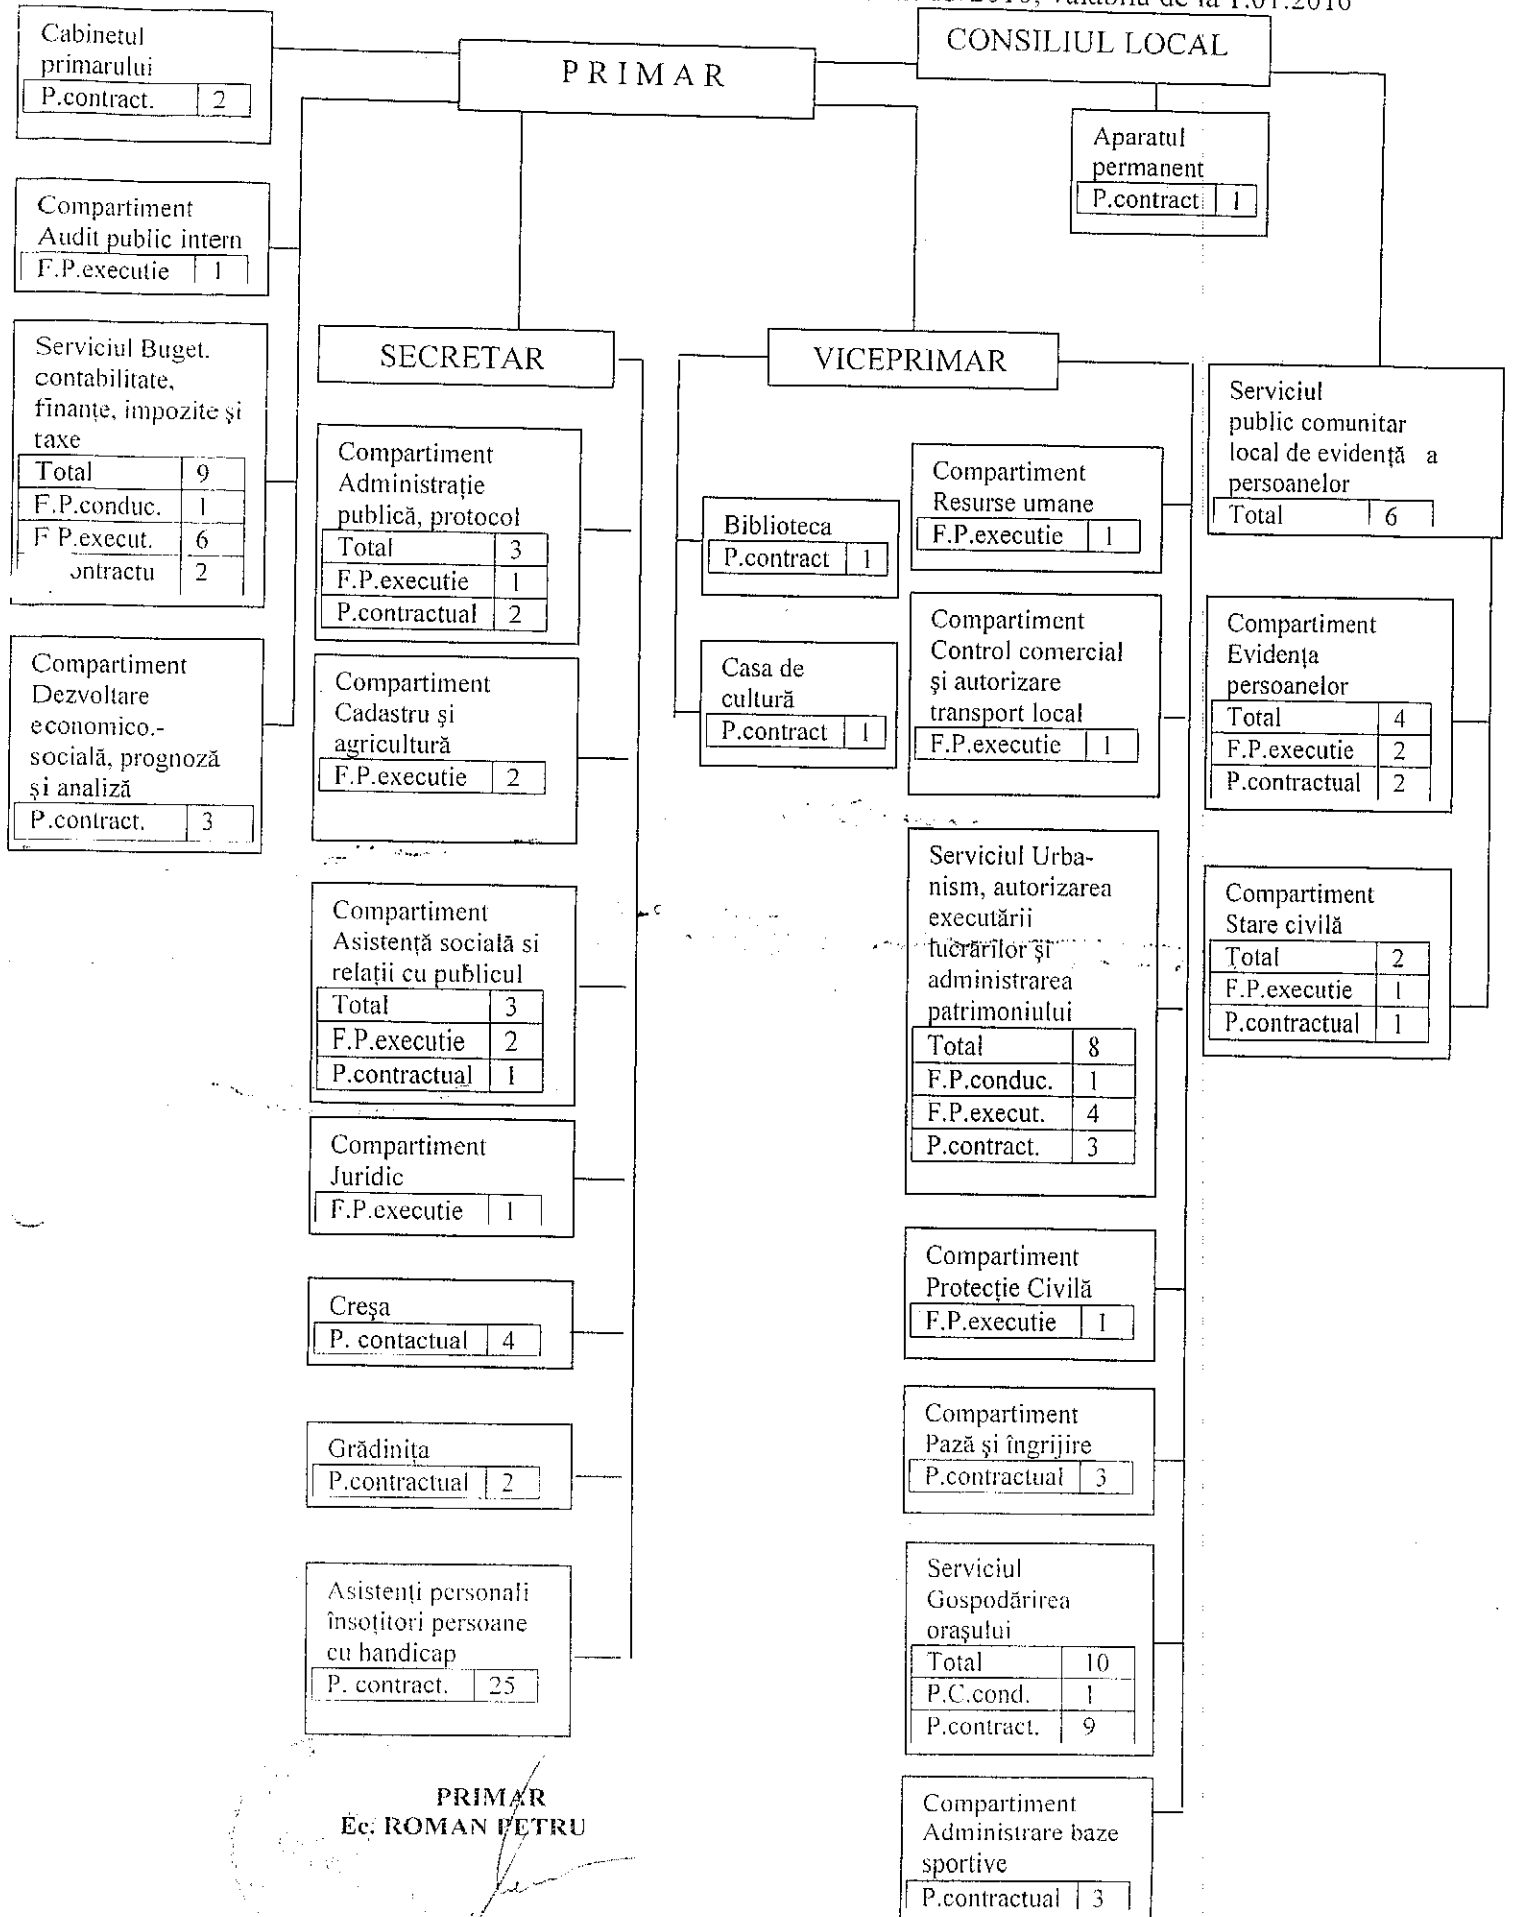 valabilă de la 1.01.2016
Cabinetul
primarului
P.contract. 2
PRIMAR
CONSILIUL LOCAL
Aparatul
permanent
P.contract 1
Compartiment
Audit public intern
F.P.executie 1
Serviciul Buget.
contabilitate,
finanțe, impozite și
taxe
Total 9
F.P.conduc. 1
F P.execut. 6
ontractu 2
Compartiment
Dezvoltare
economico.-
socială, prognoză
și analiză
P.contract. 3
SECRETAR
Compartiment
Administrație
publică, protocol
Total 3
F.P.executie 1
P.contractual 2
Compartiment
Cadastru și
agricultură
F.P.executie 2
Compartiment
Asistență socială si
relații cu publicul
Total 3
F.P.executie 2
P.contractual 1
Compartiment
Juridic
F.P.executie 1
Creșa
P. contactual 4
Grădinița
P.contractual 2
Asistenți personali
însoțitori persoane
cu handicap
P. contract. 25
VICEPRIMAR
Biblioteca
P.contract 1
Casa de
cultură
P.contract 1
Compartiment
Resurse umane
F.P.executie 1
Compartiment
Control comercial
și autorizare
transport local
F.P.executie 1
Serviciul Urba-
nism, autorizarea
executării
lucrărilor și
administrarea
patrimoniului
Total 8
F.P.conduc. 1
F.P.execut. 4
P.contract. 3
Compartiment
Protecție Civilă
F.P.executie 1
Compartiment
Pază și îngrijire
P.contractual 3
Serviciul
Gospodărirea
orașului
Total 10
P.C.cond. 1
P.contract. 9
Compartiment
Administrare baze
sportive
P.contractual 3
Serviciul
public comunitar
local de evidență a
persoanelor
Total 6
Compartiment
Evidența
persoanelor
Total 4
F.P.executie 2
P.contractual 2
Compartiment
Stare civilă
Total 2
F.P.executie 1
P.contractual 1
PRIMAR
Ec. ROMAN PETRU